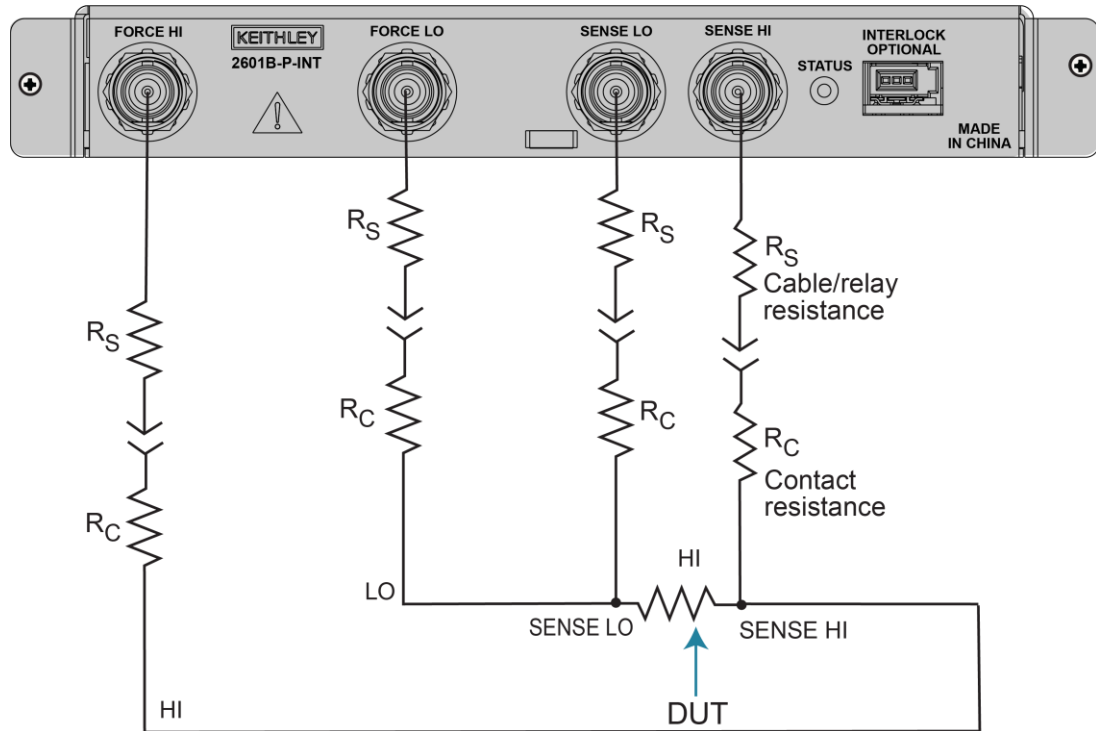 FORCE HI
KEITHLEY
2601B-P-INT
FORCE LO
SENSE LO
SENSE HI
STATUS
INTERLOCK
OPTIONAL
MADE
IN CHINA
RS
RC
HI
RS
RC
LO
RS
RC
SENSE LO
RS
Cable/relay
resistance
RC
Contact
resistance
HI
SENSE HI
DUT